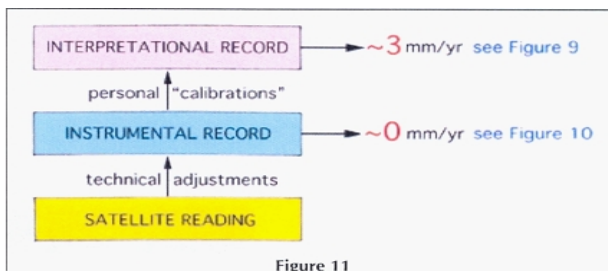 INTERPRETATIONAL RECORD ~3 mm/yr see Figure 9
personal "calibrations"
INSTRUMENTAL RECORD ~0 mm/yr see Figure 10
technical adjustments
SATELLITE READING
Figure 11